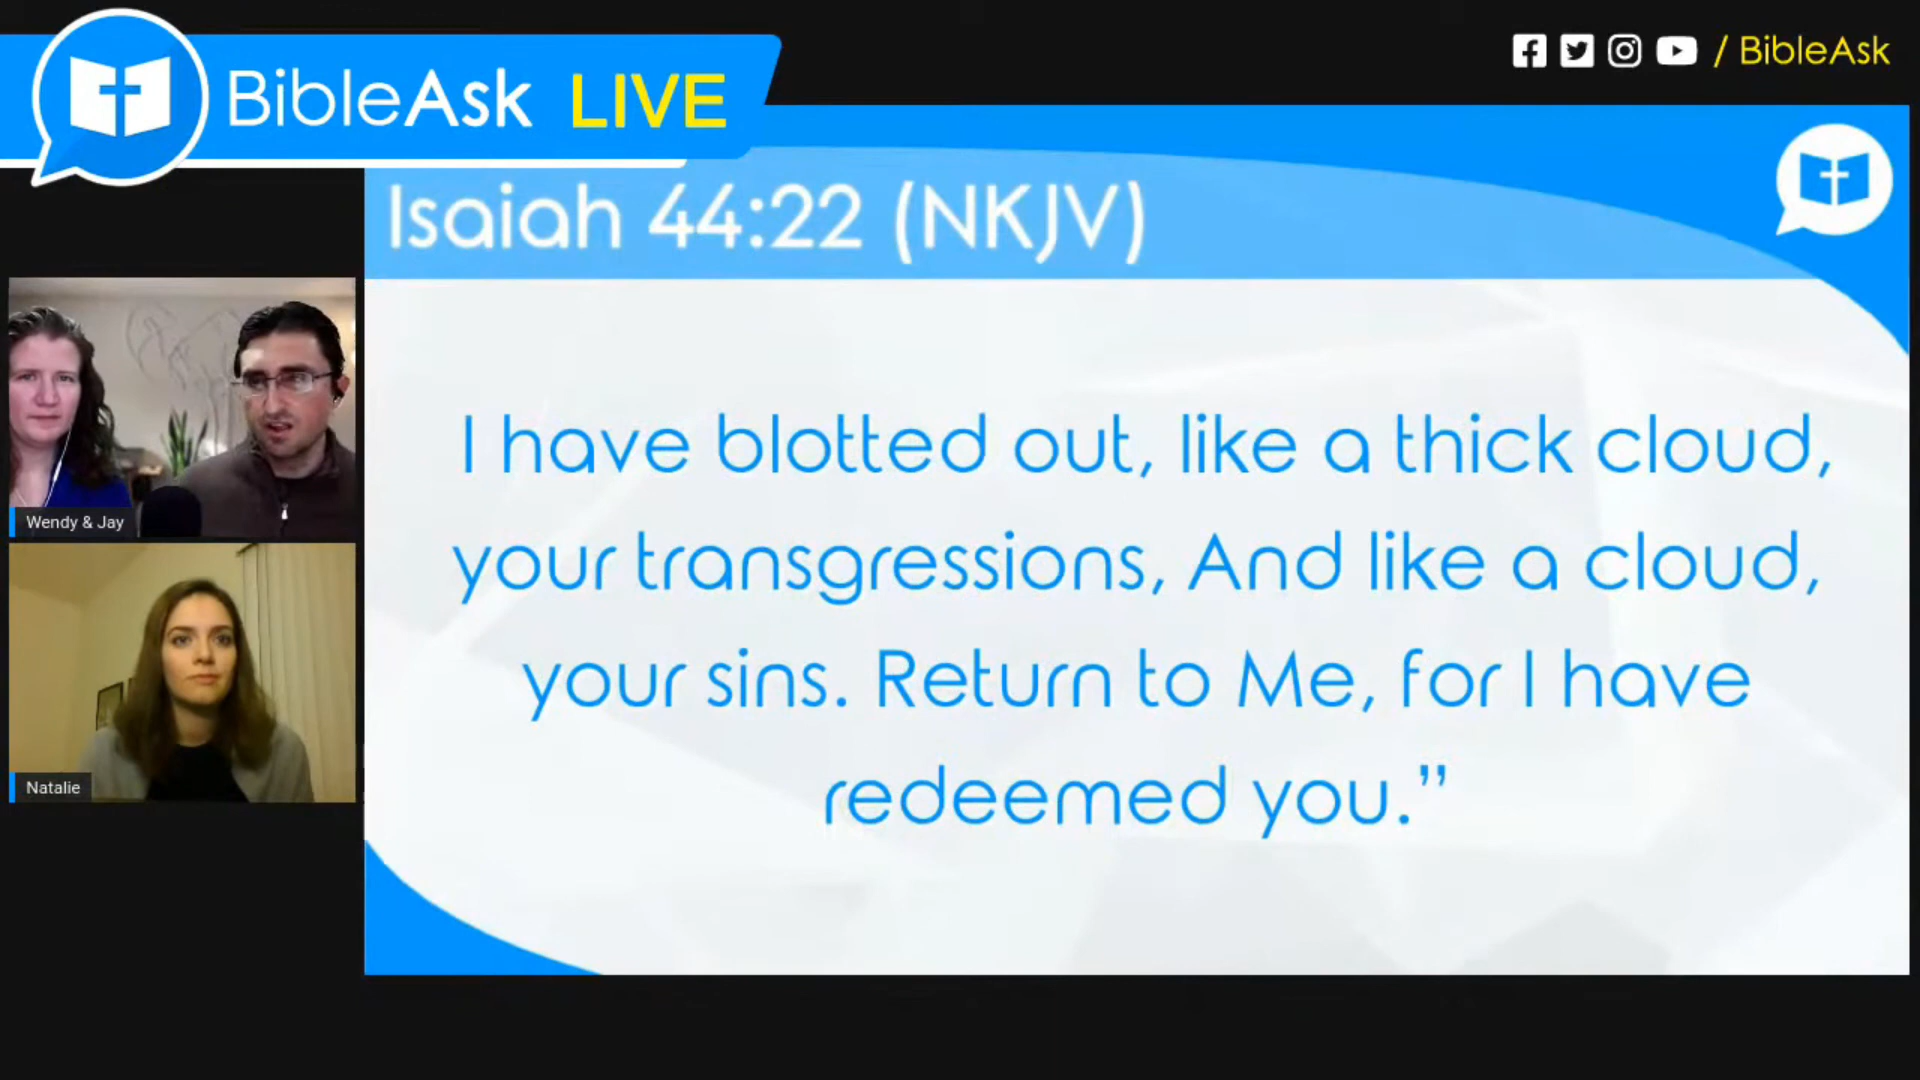 BibleAsk LIVE
/ BibleAsk
Isaiah 44:22 (NKJV)
I have blotted out, like a thick cloud,
your transgressions, And like a cloud,
your sins. Return to Me, for I have
redeemed you.”
Wendy & Jay
Natalie